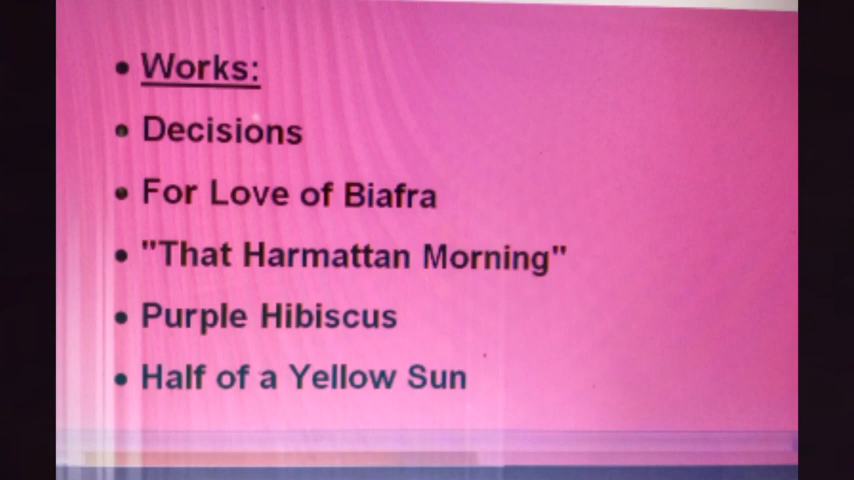 • Works:
• Decisions
• For Love of Biafra
• "That Harmattan Morning"
• Purple Hibiscus
• Half of a Yellow Sun